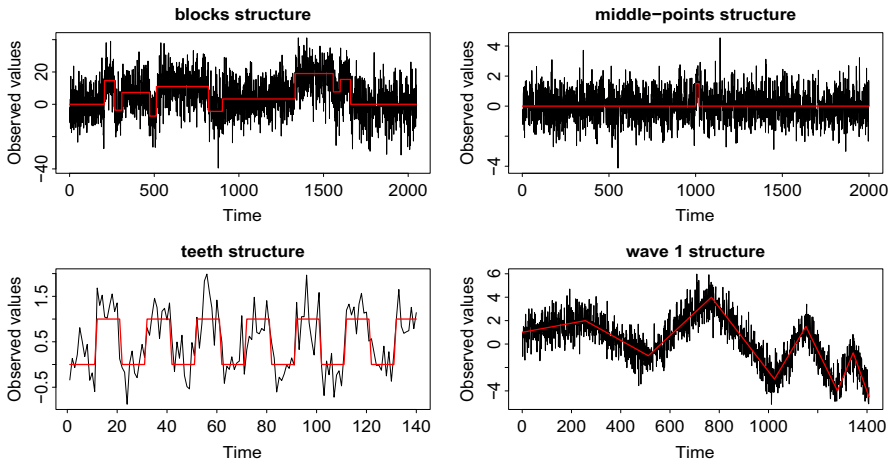 blocks structure
Observed values
−40 0 20
0 500 1000 1500 2000
Time
middle−points structure
Observed values
−4 0 2 4
0 500 1000 1500 2000
Time
teeth structure
Observed values
−0.5 0.5 1.5
0 20 40 60 80 100 120 140
Time
wave 1 structure
Observed values
−4 0 2 4 6
0 200 400 600 800 1000 1400
Time